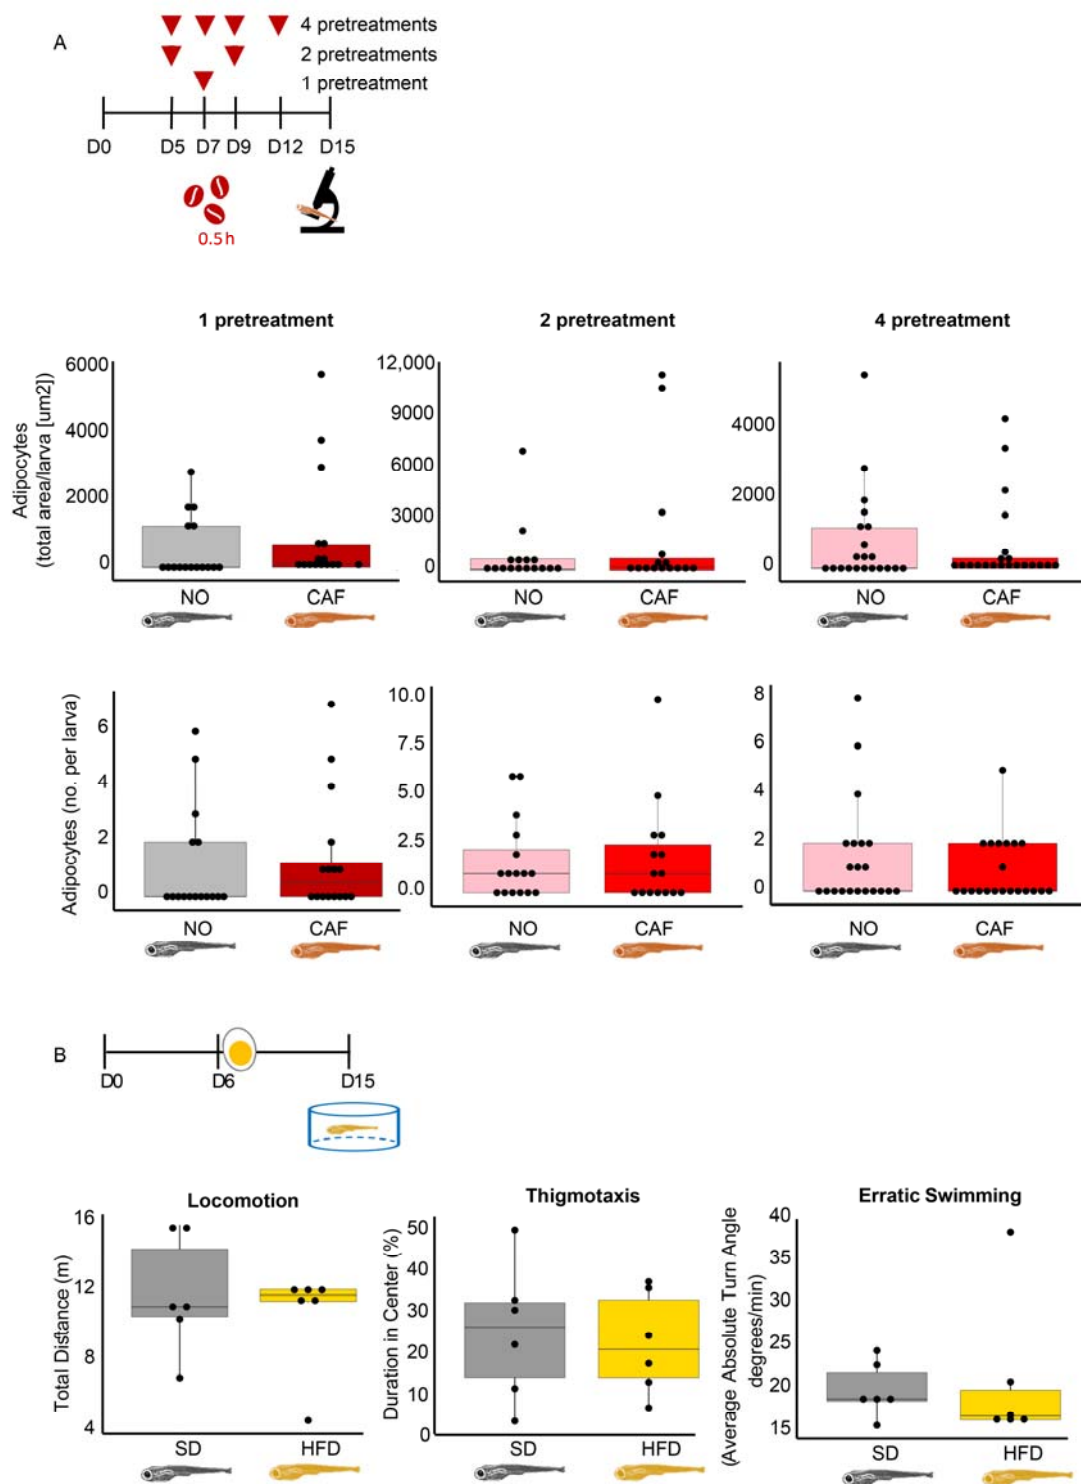 A
4 pretreatments
2 pretreatments
1 pretreatment
D0 D5 D7 D9 D12 D15
0.5 h
1 pretreatment
2 pretreatment
4 pretreatment
Adipocytes
(total area/larva [um2])
6000
4000
2000
0
NO CAF
12,000
9000
6000
3000
0
NO CAF
4000
2000
0
NO CAF
Adipocytes (no. per larva)
6
4
2
0
NO CAF
10.0
7.5
5.0
2.5
0.0
NO CAF
8
6
4
2
0
NO CAF
B
D0 D6 D15
Locomotion
Thigmotaxis
Erratic Swimming
Total Distance (m)
16
12
8
4
SD HFD
Duration in Center (%)
50
40
30
20
10
0
SD HFD
(Average Absolute Turn Angle
degrees/min)
40
35
30
25
20
15
SD HFD